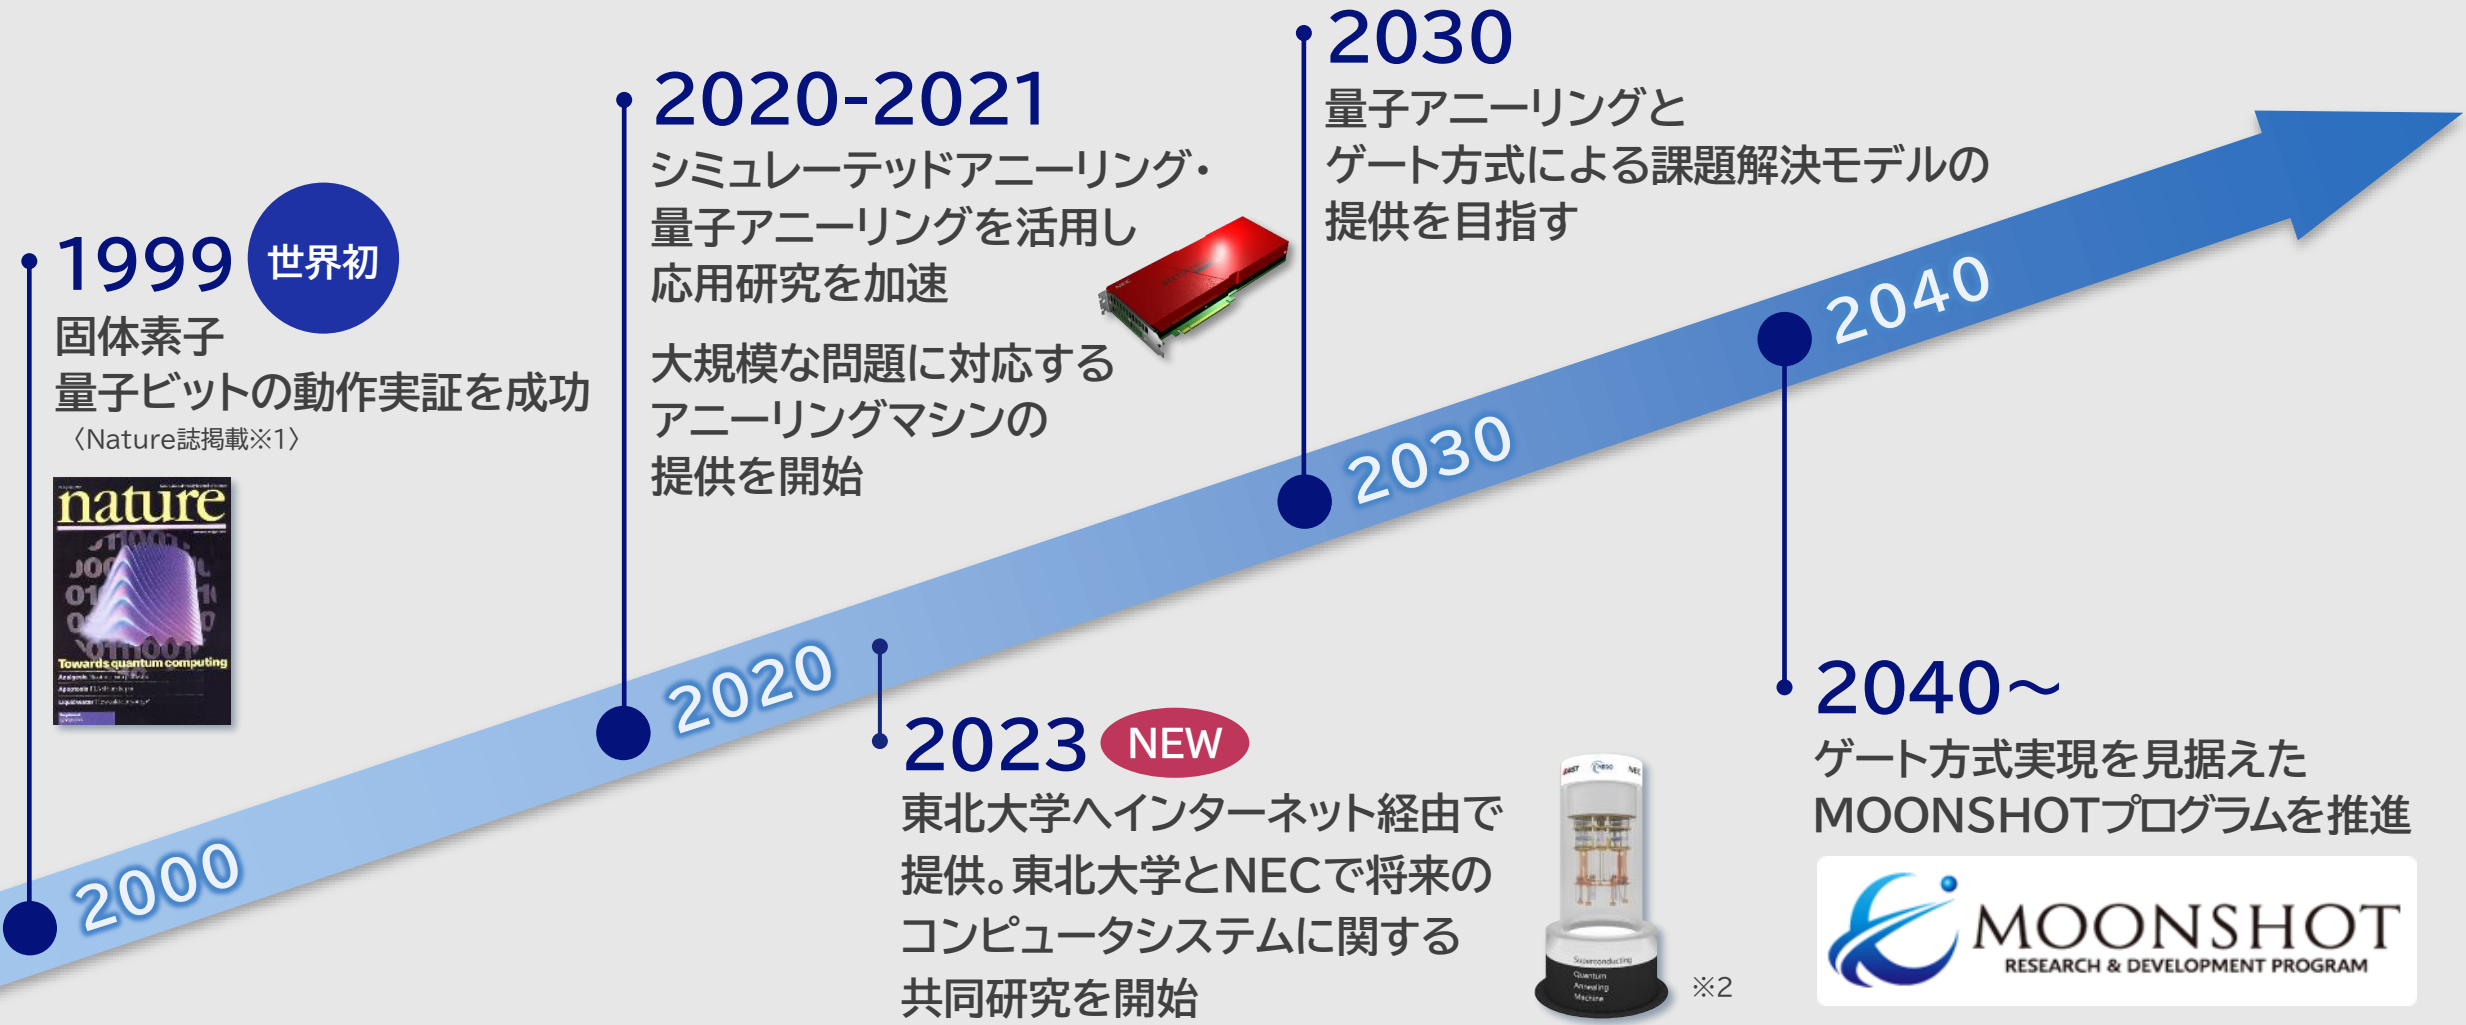 1999
世界初
固体素子
量子ビットの動作実証を成功
〈Nature誌掲載※1〉
nature
Towards quantum computing
2020-2021
シミュレーテッドアニーリング・
量子アニーリングを活用し
応用研究を加速
大規模な問題に対応する
アニーリングマシンの
提供を開始
2030
量子アニーリングと
ゲート方式による課題解決モデルの
提供を目指す
2000
2020
2030
2040
2023
NEW
東北大学へインターネット経由で
提供。東北大学とNECで将来の
コンピュータシステムに関する
共同研究を開始
NEC
Superconducting
Quantum
Annealing
Machine
※2
2040~
ゲート方式実現を見据えた
MOONSHOTプログラムを推進
MOONSHOT
RESEARCH & DEVELOPMENT PROGRAM